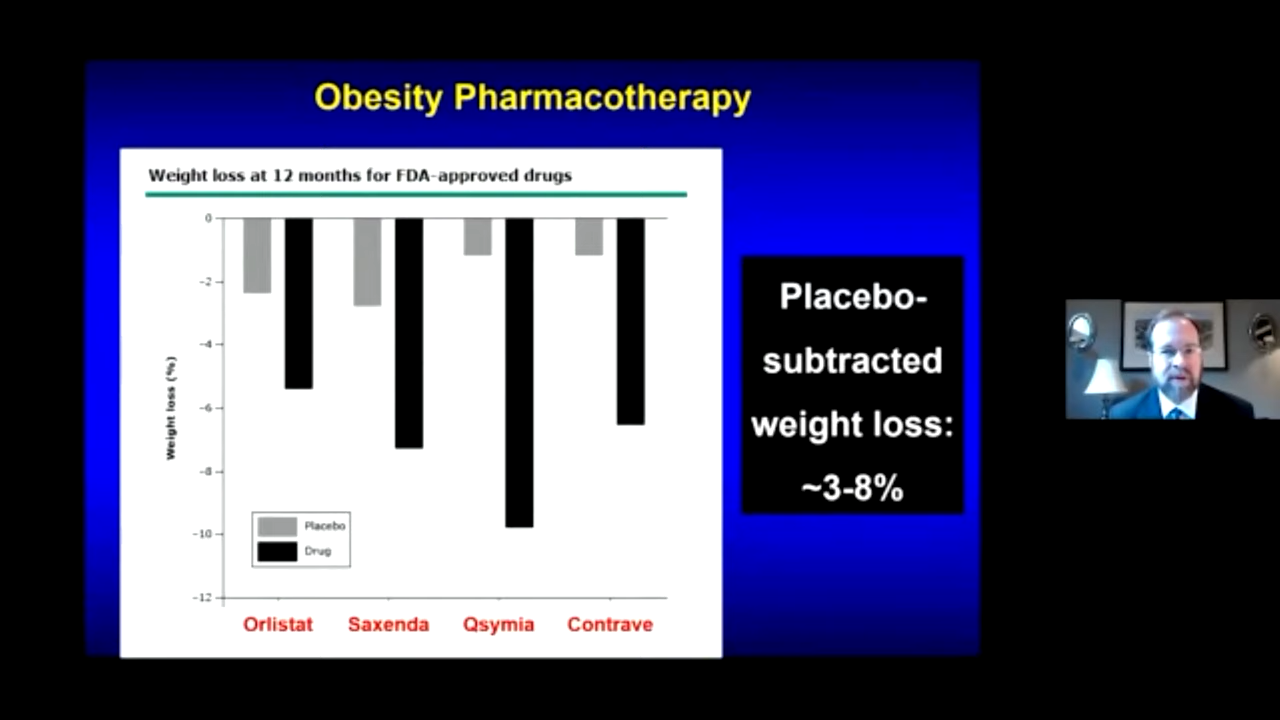 Obesity Pharmacotherapy
Weight loss at 12 months for FDA-approved drugs
0
-2
-4
-6
-8
-10
-12
Weight loss (%)
Placebo
Drug
Orlistat Saxenda Qsymia Contrave
Placebo-
subtracted
weight loss:
~3-8%